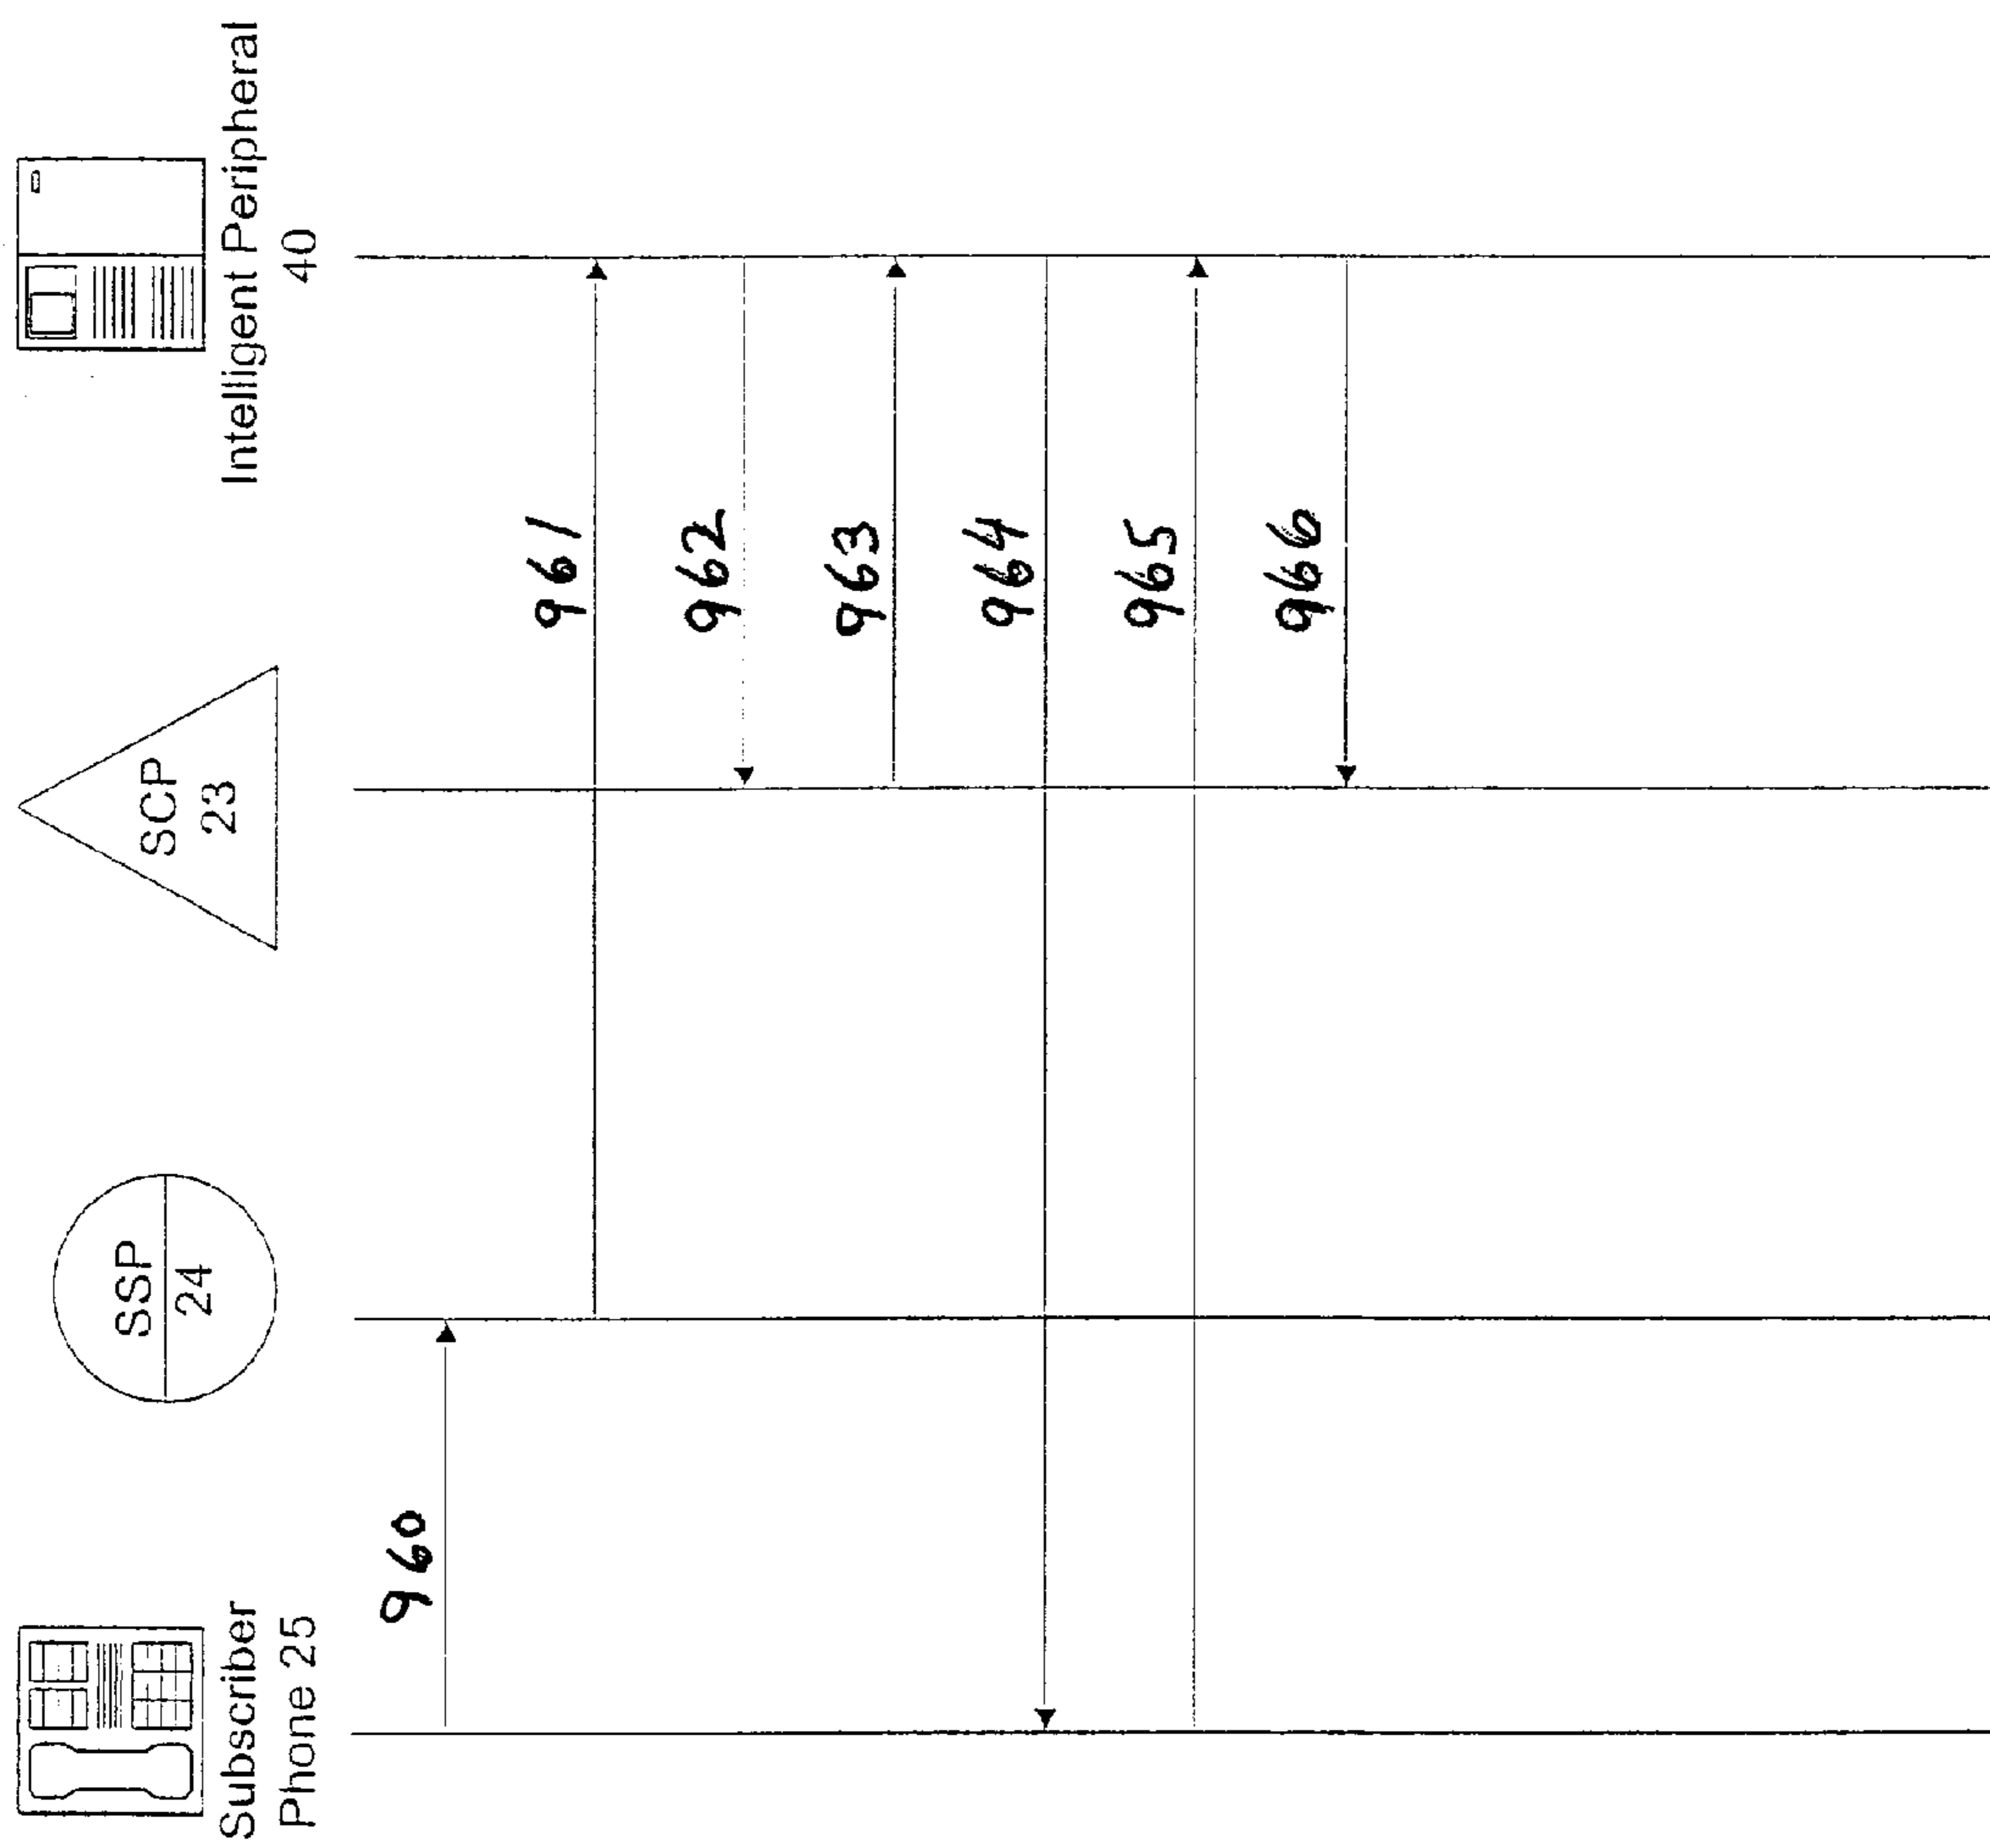 Subscriber
Phone 25
SSP
24
SCP
23
Intelligent Peripheral
40
960
961
962
963
964
965
966